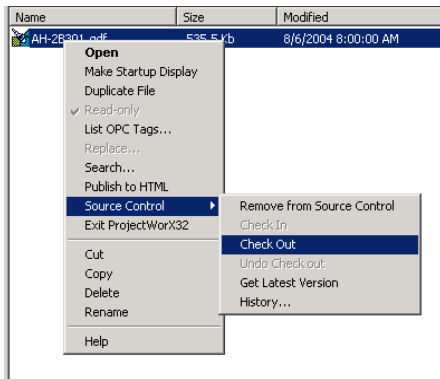 Name Size Modified
AH-2B301.gdf 535.5 Kb 8/6/2004 8:00:00 AM
Open
Make Startup Display
Duplicate File
Read-only
List OPC Tags...
Replace...
Search...
Publish to HTML
Source Control
Exit ProjectWorX32
Cut
Copy
Delete
Rename
Help
Remove from Source Control
Check In
Check Out
Undo Check out
Get Latest Version
History...